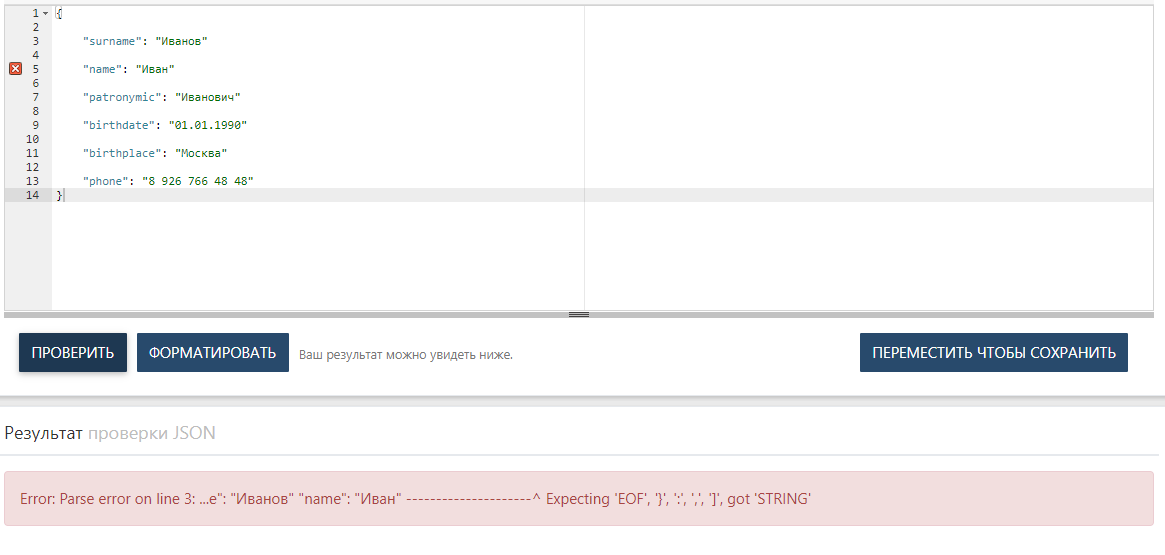 1 {
2
3 "surname": "Иванов"
4
5 "name": "Иван"
6
7 "patronymic": "Иванович"
8
9 "birthdate": "01.01.1990"
10
11 "birthplace": "Москва"
12
13 "phone": "8 926 766 48 48"
14 }
ПРОВЕРИТЬ ФОРМАТИРОВАТЬ Ваш результат можно увидеть ниже. ПЕРЕМЕСТИТЬ ЧТОБЫ СОХРАНИТЬ
Результат проверки JSON
Error: Parse error on line 3: ...e": "Иванов" "name": "Иван" ---------------------^ Expecting 'EOF', '}', ':', ',', ']', got 'STRING'